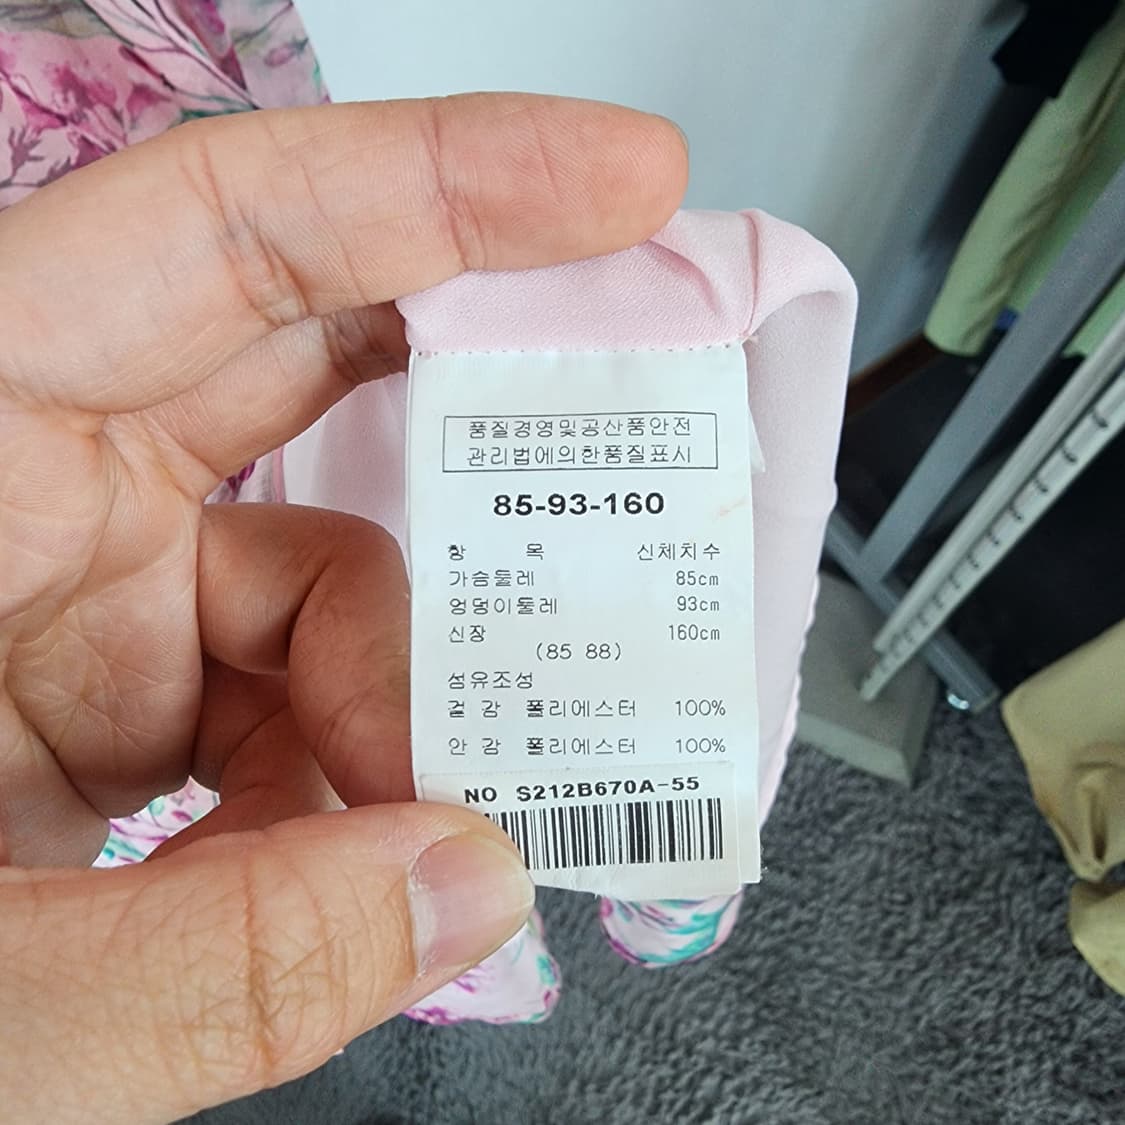 품질경영및공산품안전
관리법에의한품질표시
85-93-160
항 목 신체치수
가슴둘레 85cm
엉덩이둘레 93cm
신장 160cm
(85 88)
섬유조성
겉 감 폴리에스터 100%
안 감 폴리에스터 100%
NO S212B670A-55